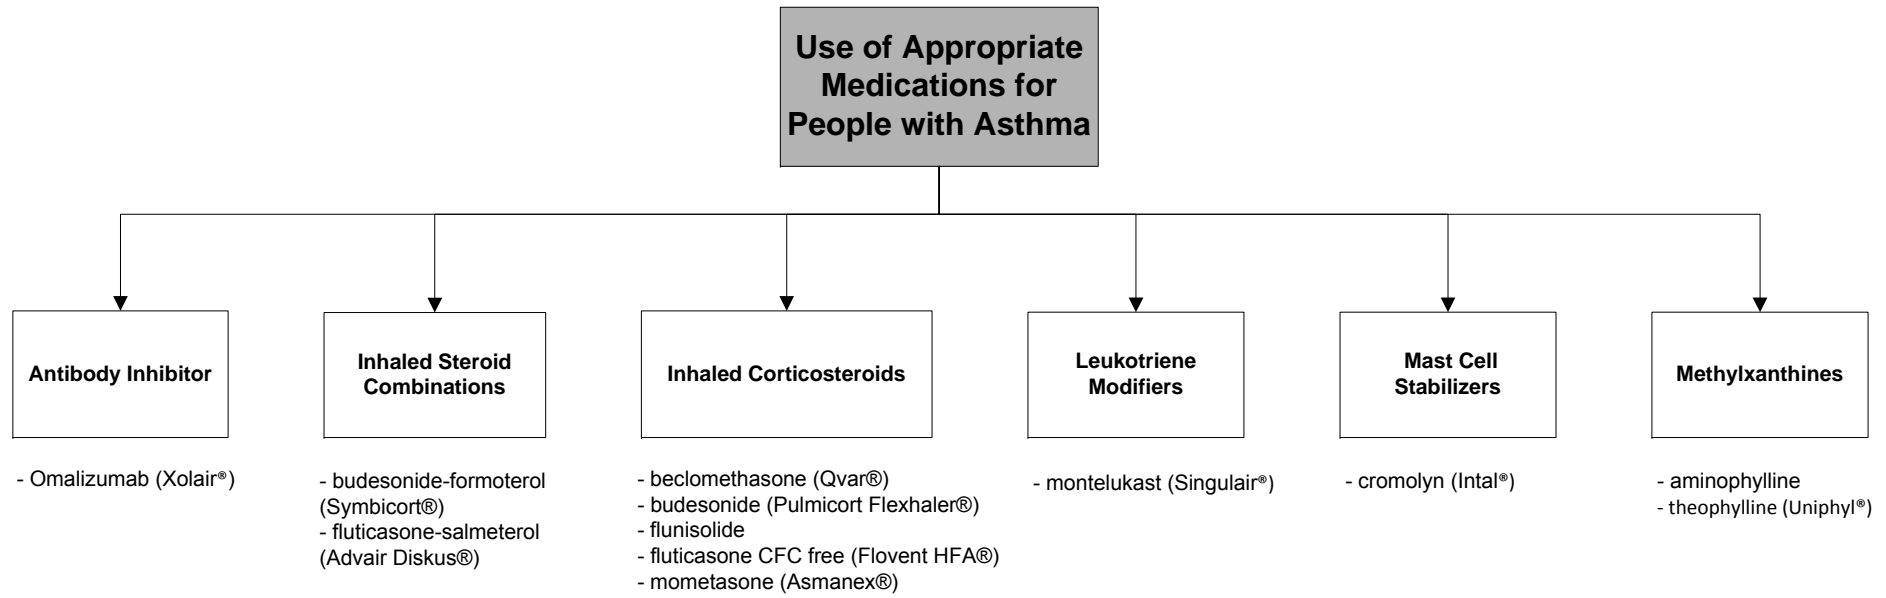 Use of Appropriate
Medications for
People with Asthma
Antibody Inhibitor
Inhaled Steroid
Combinations
Inhaled Corticosteroids
Leukotriene
Modifiers
Mast Cell
Stabilizers
Methylxanthines
- Omalizumab (Xolair®)
- budesonide-formoterol
(Symbicort®)
- fluticasone-salmeterol
(Advair Diskus®)
- beclomethasone (Qvar®)
- budesonide (Pulmicort Flexhaler®)
- flunisolide
- fluticasone CFC free (Flovent HFA®)
- mometasone (Asmanex®)
- montelukast (Singulair®)
- cromolyn (Intal®)
- aminophylline
- theophylline (Uniphyl®)